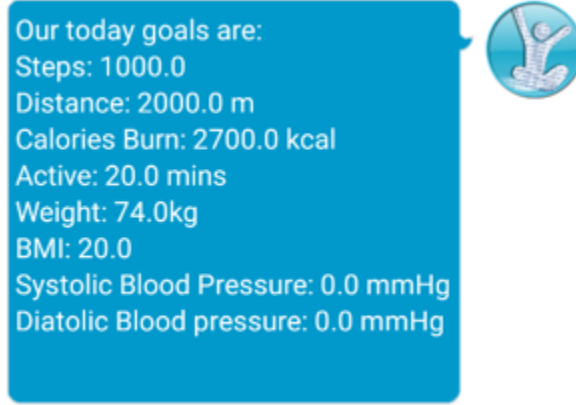 Our today goals are:
Steps: 1000.0
Distance: 2000.0 m
Calories Burn: 2700.0 kcal
Active: 20.0 mins
Weight: 74.0kg
BMI: 20.0
Systolic Blood Pressure: 0.0 mmHg
Diatolic Blood pressure: 0.0 mmHg